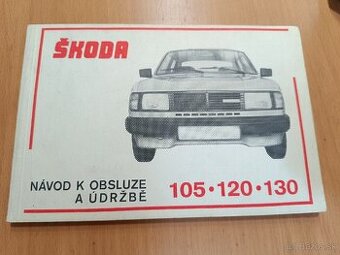 ŠKODA
NÁVOD K OBSLUZE
A ÚDRŽBĚ
105•120•130